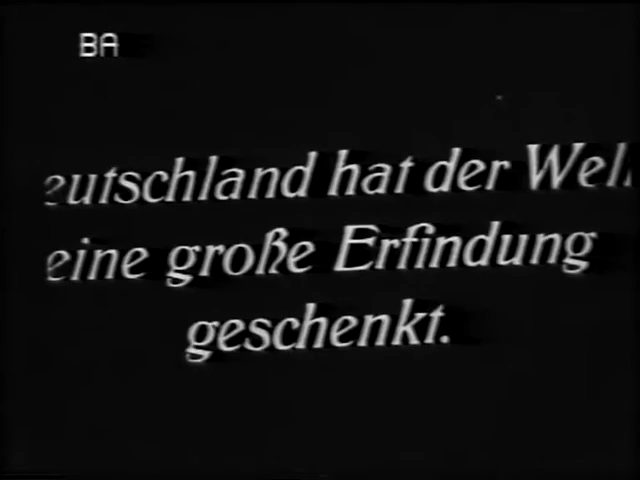 BA
eutschland hat der Wel
eine große Erfindung
geschenkt.